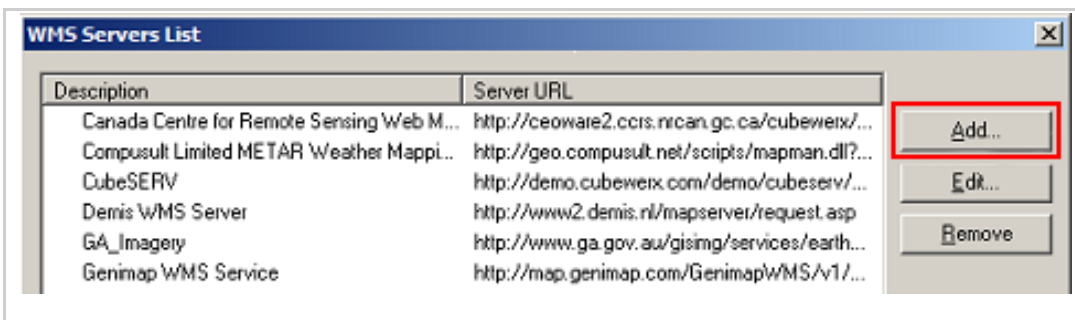 WMS Servers List
Description Server URL
Canada Centre for Remote Sensing Web M... http://ceoware2.ccrs.nrcan.gc.ca/cubewerx/...
Add...
Compusult Limited METAR Weather Mappi... http://geo.compusult.net/scripts/mapman.dll?...
CubeSERV http://demo.cubewerx.com/demo/cubeserv/...
Edit...
Demis WMS Server http://www2.demis.nl/mapserver/request.asp
Remove
GA_Imagery http://www.ga.gov.au/gisimg/services/earth...
Genimap WMS Service http://map.genimap.com/GenimapWMS/v1/...